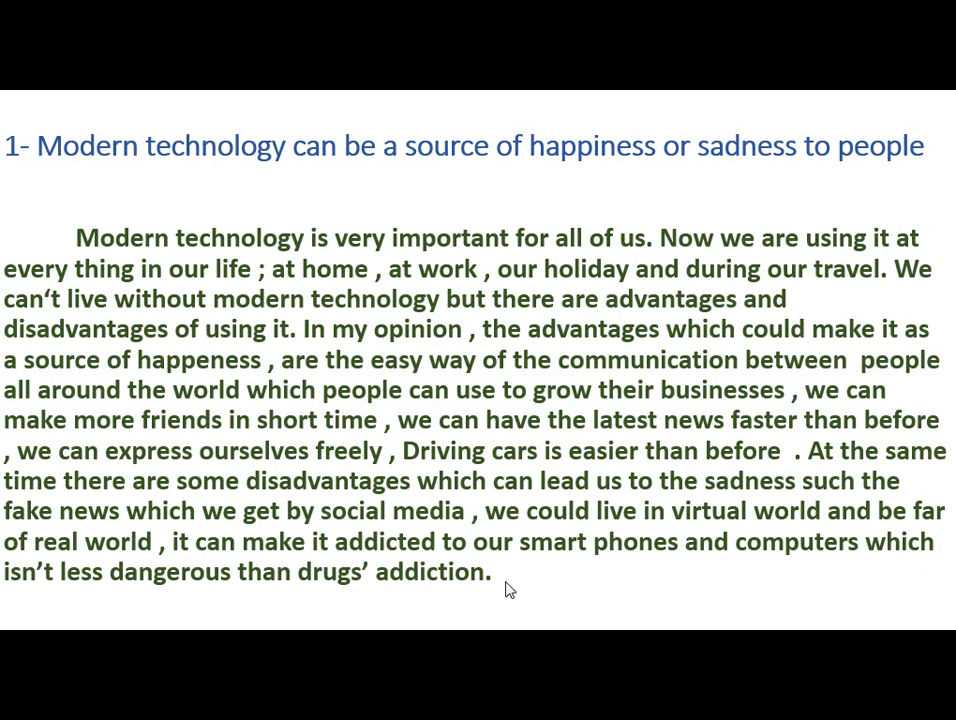 1- Modern technology can be a source of happiness or sadness to people
Modern technology is very important for all of us. Now we are using it at
every thing in our life ; at home , at work , our holiday and during our travel. We
can‘t live without modern technology but there are advantages and
disadvantages of using it. In my opinion , the advantages which could make it as
a source of happeness , are the easy way of the communication between  people
all around the world which people can use to grow their businesses , we can
make more friends in short time , we can have the latest news faster than before
, we can express ourselves freely , Driving cars is easier than before  . At the same
time there are some disadvantages which can lead us to the sadness such the
fake news which we get by social media , we could live in virtual world and be far
of real world , it can make it addicted to our smart phones and computers which
isn’t less dangerous than drugs’ addiction.